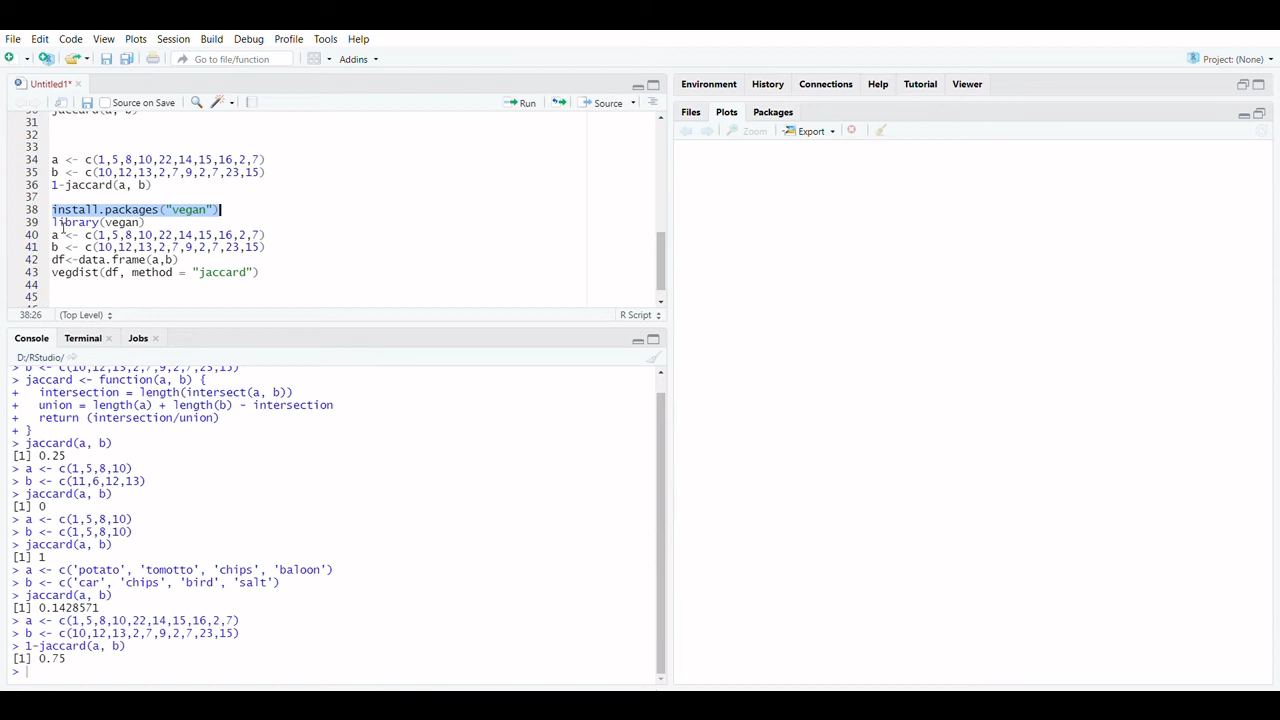 File Edit Code View Plots Session Build Debug Profile Tools Help
Go to file/function Addins Project: (None)
Untitled1* Environment History Connections Help Tutorial Viewer
Source on Save Run Source Files Plots Packages
Zoom Export
30 jaccard(a, b)
31
32
33
34 a <- c(1,5,8,10,22,14,15,16,2,7)
35 b <- c(10,12,13,2,7,9,2,7,23,15)
36 1-jaccard(a, b)
37
38 install.packages("vegan")
39 library(vegan)
40 a <- c(1,5,8,10,22,14,15,16,2,7)
41 b <- c(10,12,13,2,7,9,2,7,23,15)
42 df<-data.frame(a,b)
43 vegdist(df, method = "jaccard")
44
45
38:26 (Top Level) R Script
Console Terminal Jobs
D:/RStudio/
> b <- c(10,12,13,2,7,9,2,7,23,15)
> jaccard <- function(a, b) {
+ intersection = length(intersect(a, b))
+ union = length(a) + length(b) - intersection
+ return (intersection/union)
+ }
> jaccard(a, b)
[1] 0.25
> a <- c(1,5,8,10)
> b <- c(11,6,12,13)
> jaccard(a, b)
[1] 0
> a <- c(1,5,8,10)
> b <- c(1,5,8,10)
> jaccard(a, b)
[1] 1
> a <- c('potato', 'tomotto', 'chips', 'baloon')
> b <- c('car', 'chips', 'bird', 'salt')
> jaccard(a, b)
[1] 0.1428571
> a <- c(1,5,8,10,22,14,15,16,2,7)
> b <- c(10,12,13,2,7,9,2,7,23,15)
> 1-jaccard(a, b)
[1] 0.75
>